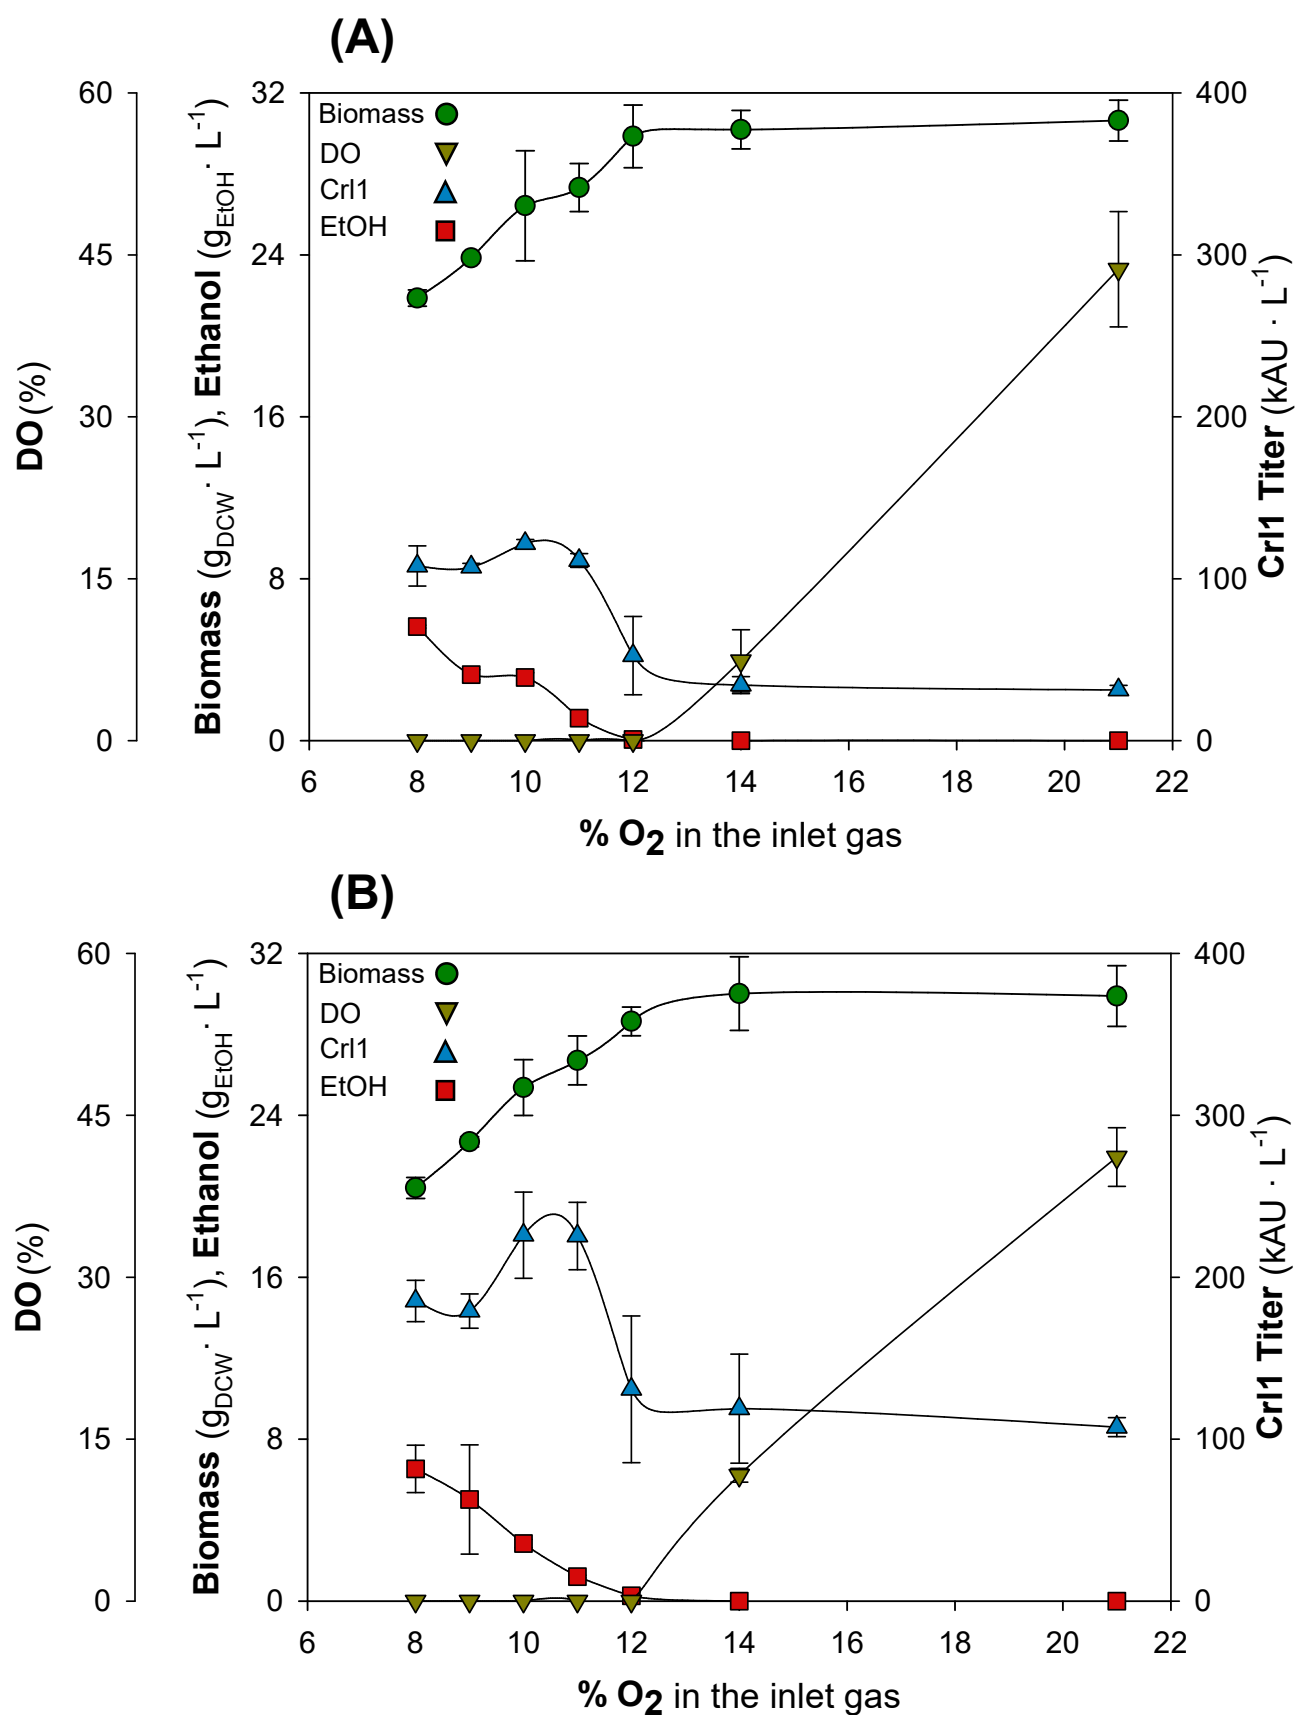 (A)
60
45
30
15
0
DO (%)
32
24
16
8
0
Biomass (gDCW · L-1), Ethanol (gEtOH · L-1)
Biomass
DO
Crl1
EtOH
400
300
200
100
0
Crl1 Titer (kAU · L-1)
6 8 10 12 14 16 18 20 22
% O2 in the inlet gas
(B)
60
45
30
15
0
DO (%)
32
24
16
8
0
Biomass (gDCW · L-1), Ethanol (gEtOH · L-1)
Biomass
DO
Crl1
EtOH
400
300
200
100
0
Crl1 Titer (kAU · L-1)
6 8 10 12 14 16 18 20 22
% O2 in the inlet gas